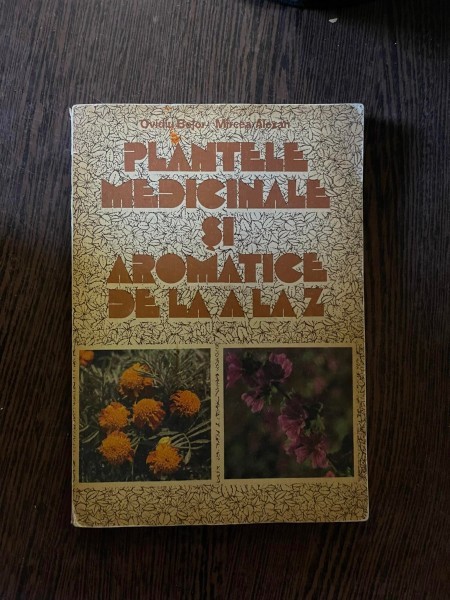 Ovidiu Bojor · Mircea Alexan
PLANTELE
MEDICINALE
ŞI
AROMATICE
DE LA A LA Z